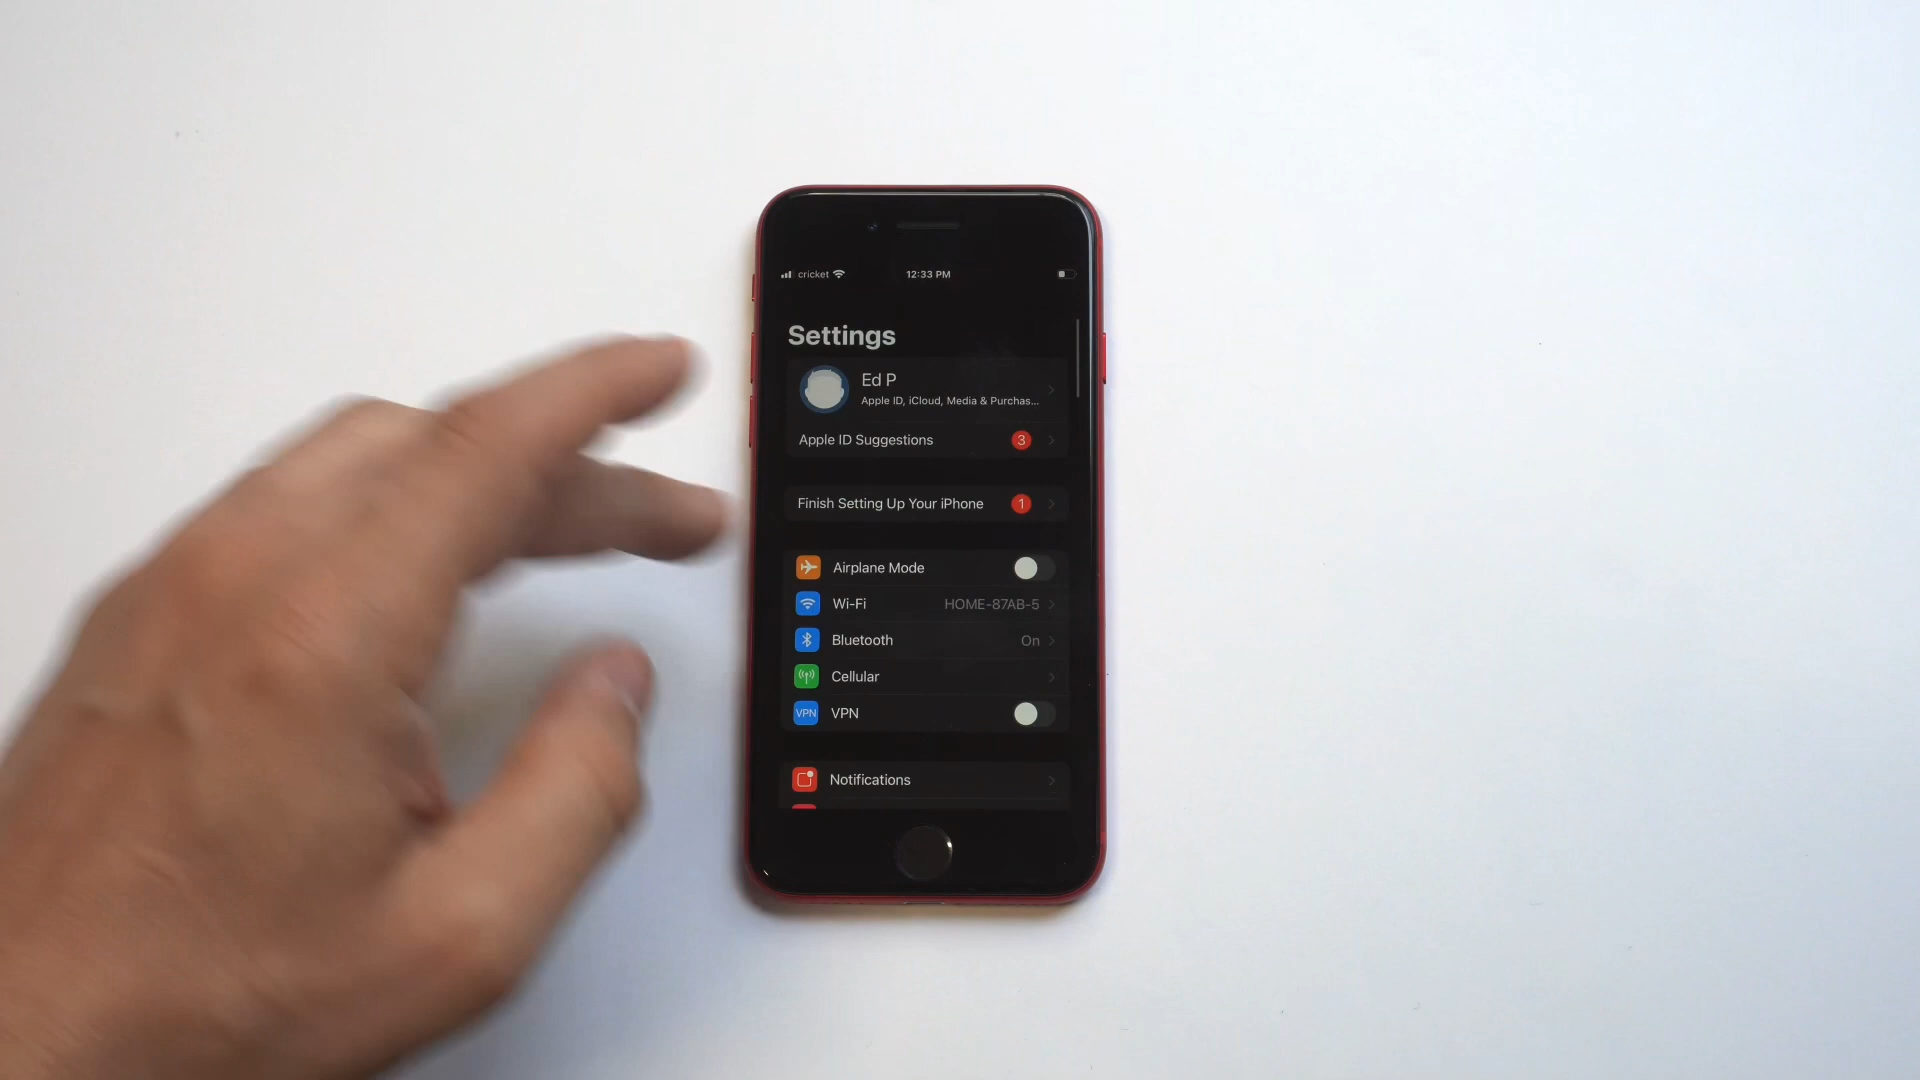 cricket 12:33 PM
Settings
Ed P
Apple ID, iCloud, Media & Purchas...
Apple ID Suggestions 3
Finish Setting Up Your iPhone 1
Airplane Mode
Wi-Fi HOME-87AB-5
Bluetooth On
Cellular
VPN VPN
Notifications